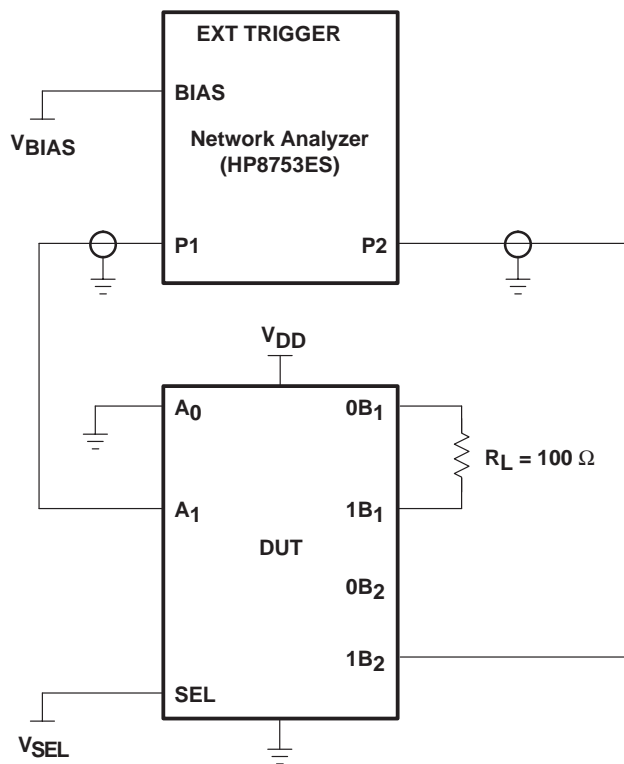 EXT TRIGGER
BIAS
VBIAS
Network Analyzer
(HP8753ES)
P1
P2
VDD
A0
0B1
RL = 100 Ω
A1
1B1
DUT
0B2
1B2
SEL
VSEL